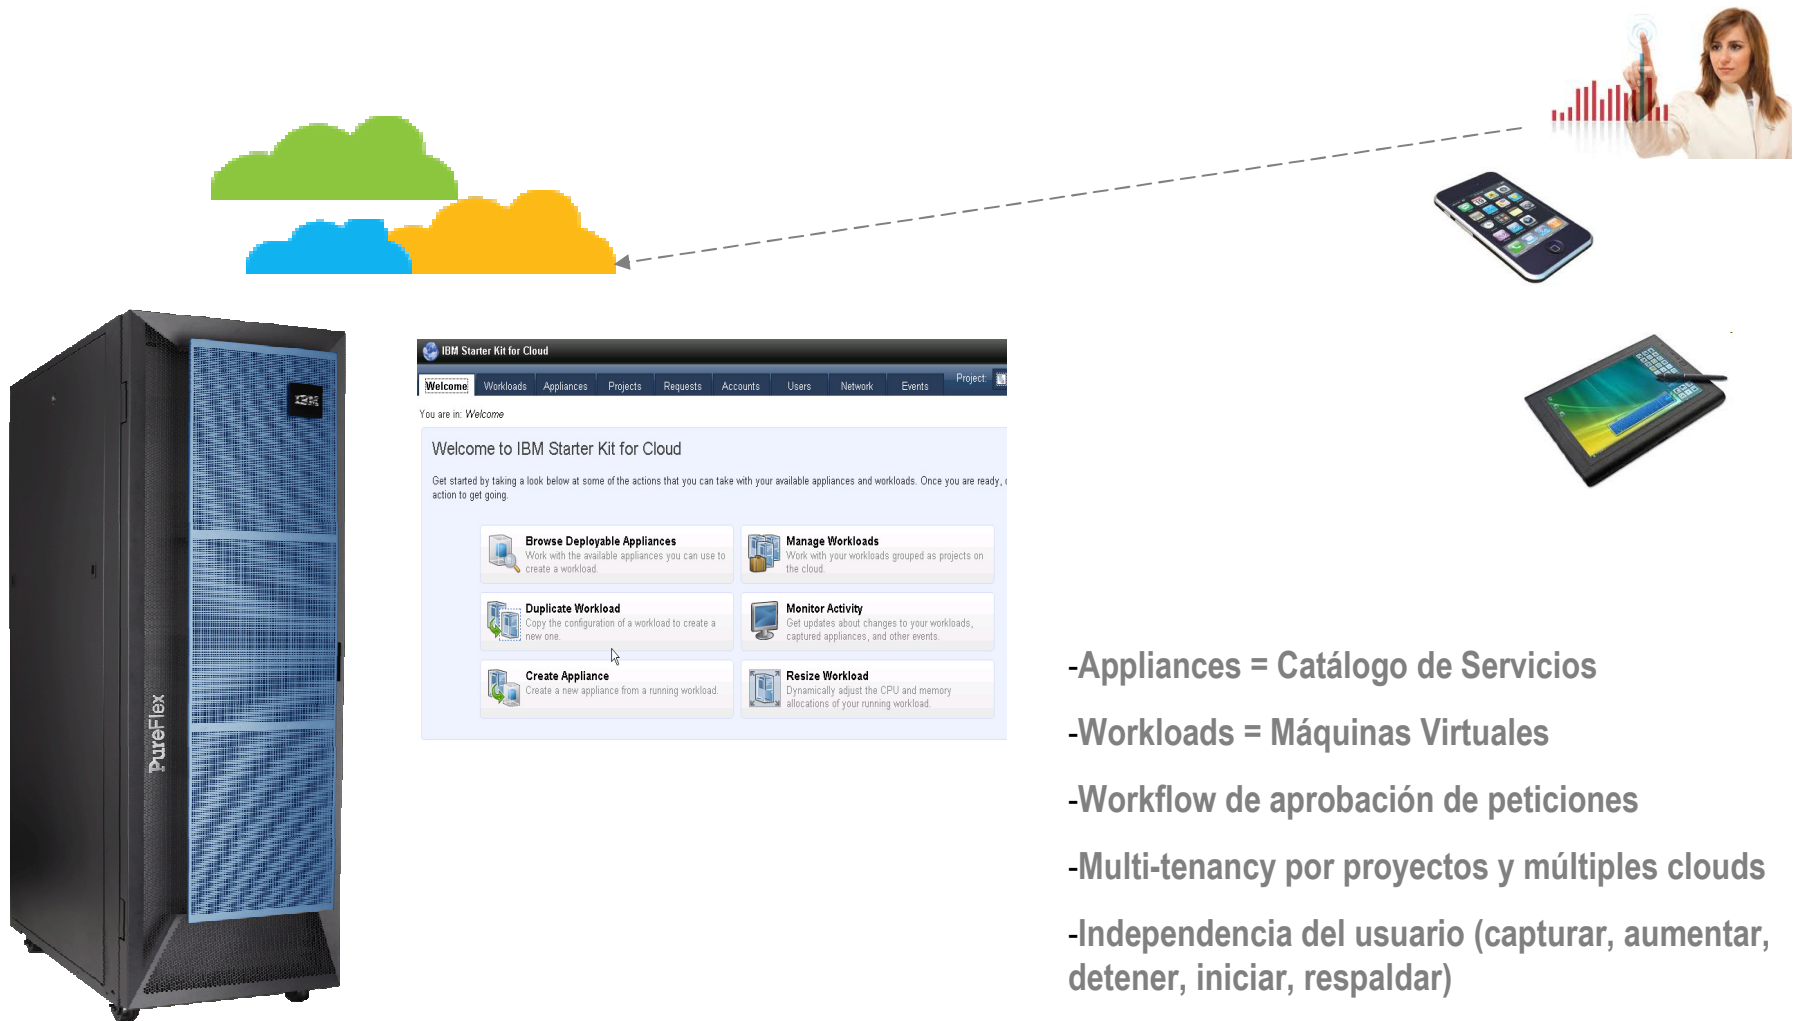 IBM
PureFlex
IBM Starter Kit for Cloud
Welcome Workloads Appliances Projects Requests Accounts Users Network Events Project:
You are in: Welcome
Welcome to IBM Starter Kit for Cloud
Get started by taking a look below at some of the actions that you can take with your available appliances and workloads. Once you are ready,
action to get going.
Browse Deployable Appliances
Work with the available appliances you can use to
create a workload.
Manage Workloads
Work with your workloads grouped as projects on
the cloud.
Duplicate Workload
Copy the configuration of a workload to create a
new one.
Monitor Activity
Get updates about changes to your workloads,
captured appliances, and other events.
Create Appliance
Create a new appliance from a running workload.
Resize Workload
Dynamically adjust the CPU and memory
allocations of your running workload.
-Appliances = Catálogo de Servicios
-Workloads = Máquinas Virtuales
-Workflow de aprobación de peticiones
-Multi-tenancy por proyectos y múltiples clouds
-Independencia del usuario (capturar, aumentar,
detener, iniciar, respaldar)